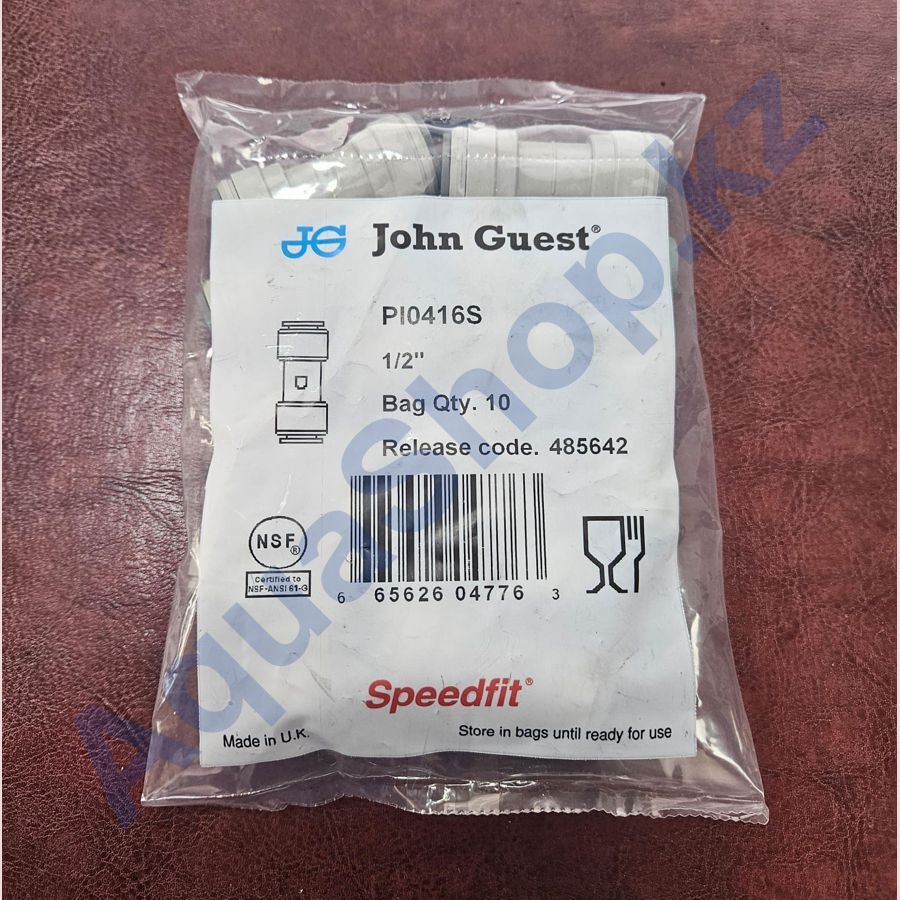 JG John Guest®
PI0416S
1/2"
Bag Qty. 10
Release code. 485642
NSF®
Certified to
NSF-ANSI 61-G
6 65626 04776 3
Speedfit®
Made in U.K.
Store in bags until ready for use
AquaShop.kz